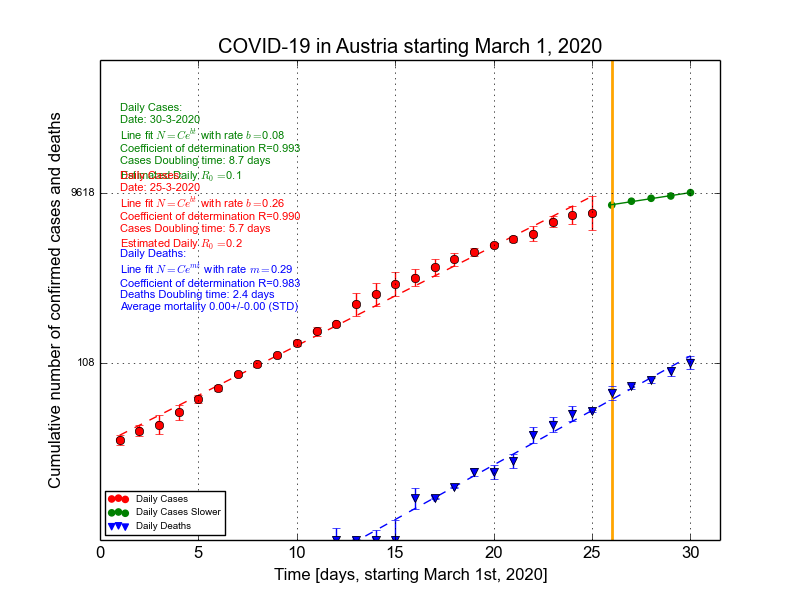 COVID-19 in Austria starting March 1, 2020
Daily Cases:
Date: 30-3-2020
Line fit N = Ce^{bt} with rate b =0.08
Coefficient of determination R=0.993
Cases Doubling time: 8.7 days
Estimated Daily R_0 =0.1
Daily Cases:
Date: 25-3-2020
Line fit N = Ce^{bt} with rate b =0.26
Coefficient of determination R=0.990
Cases Doubling time: 5.7 days
Estimated Daily R_0 =0.2
Daily Deaths:
Line fit N = Ce^{mt} with rate m =0.29
Coefficient of determination R=0.983
Deaths Doubling time: 2.4 days
Average mortality 0.00+/-0.00 (STD)
9618
108
Cumulative number of confirmed cases and deaths
Daily Cases
Daily Cases Slower
Daily Deaths
0 5 10 15 20 25 30
Time [days, starting March 1st, 2020]